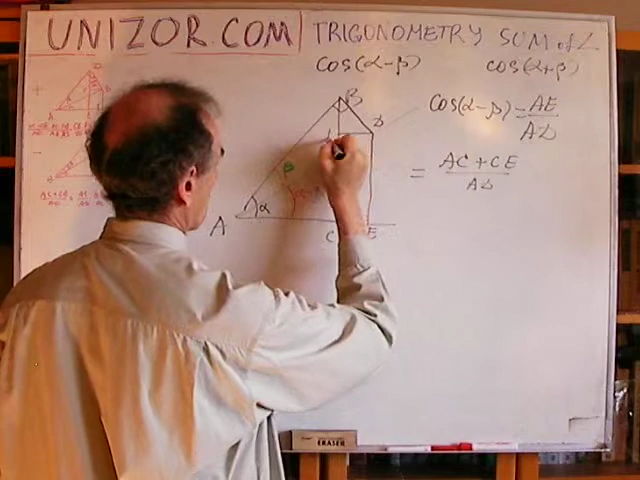 UNIZOR.COM
TRIGONOMETRY SUM of ∠
cos(α-β) cos(α+β)
cos(α-β) = AE/AD
= AC+CE/AD
B
D
β
α
A
C
E
ERASER